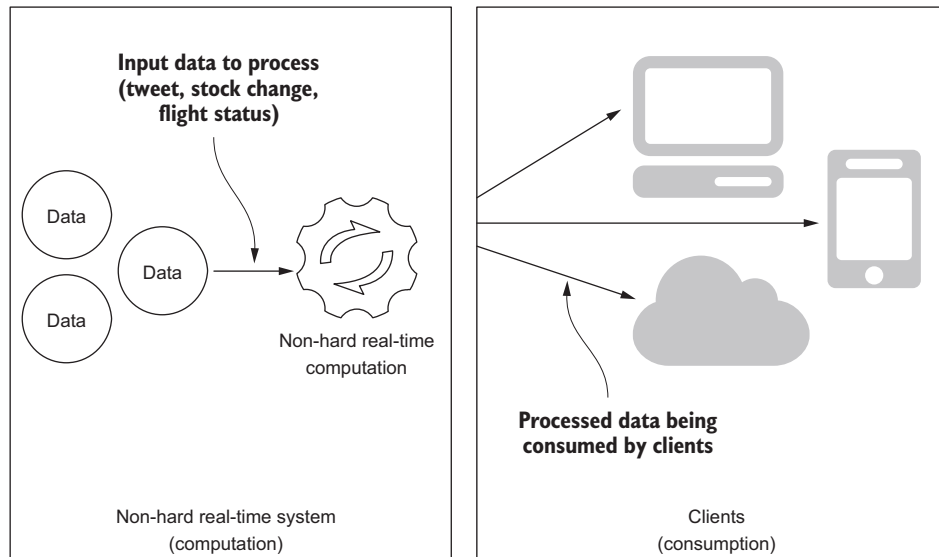 Input data to process
(tweet, stock change,
flight status)
Data
Data
Data
Non-hard real-time
computation
Non-hard real-time system
(computation)
Processed data being
consumed by clients
Clients
(consumption)